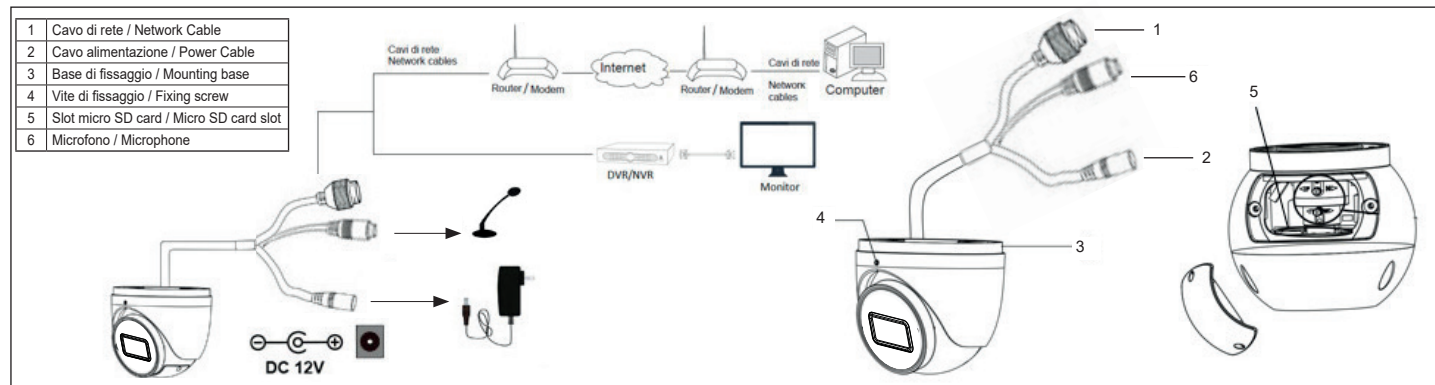 1 Cavo di rete / Network Cable
2 Cavo alimentazione / Power Cable
3 Base di fissaggio / Mounting base
4 Vite di fissaggio / Fixing screw
5 Slot micro SD card / Micro SD card slot
6 Microfono / Microphone
Cavi di rete
Network cables
Router / Modem
Internet
Router / Modem
Cavi di rete
Network
cables
Computer
DVR/NVR
Monitor
DC 12V
1
6
2
4
3
5